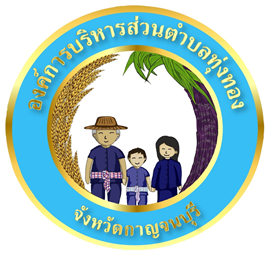 องค์การบริหารส่วนตำบลทุ่งทอง
จังหวัดกาญจนบุรี